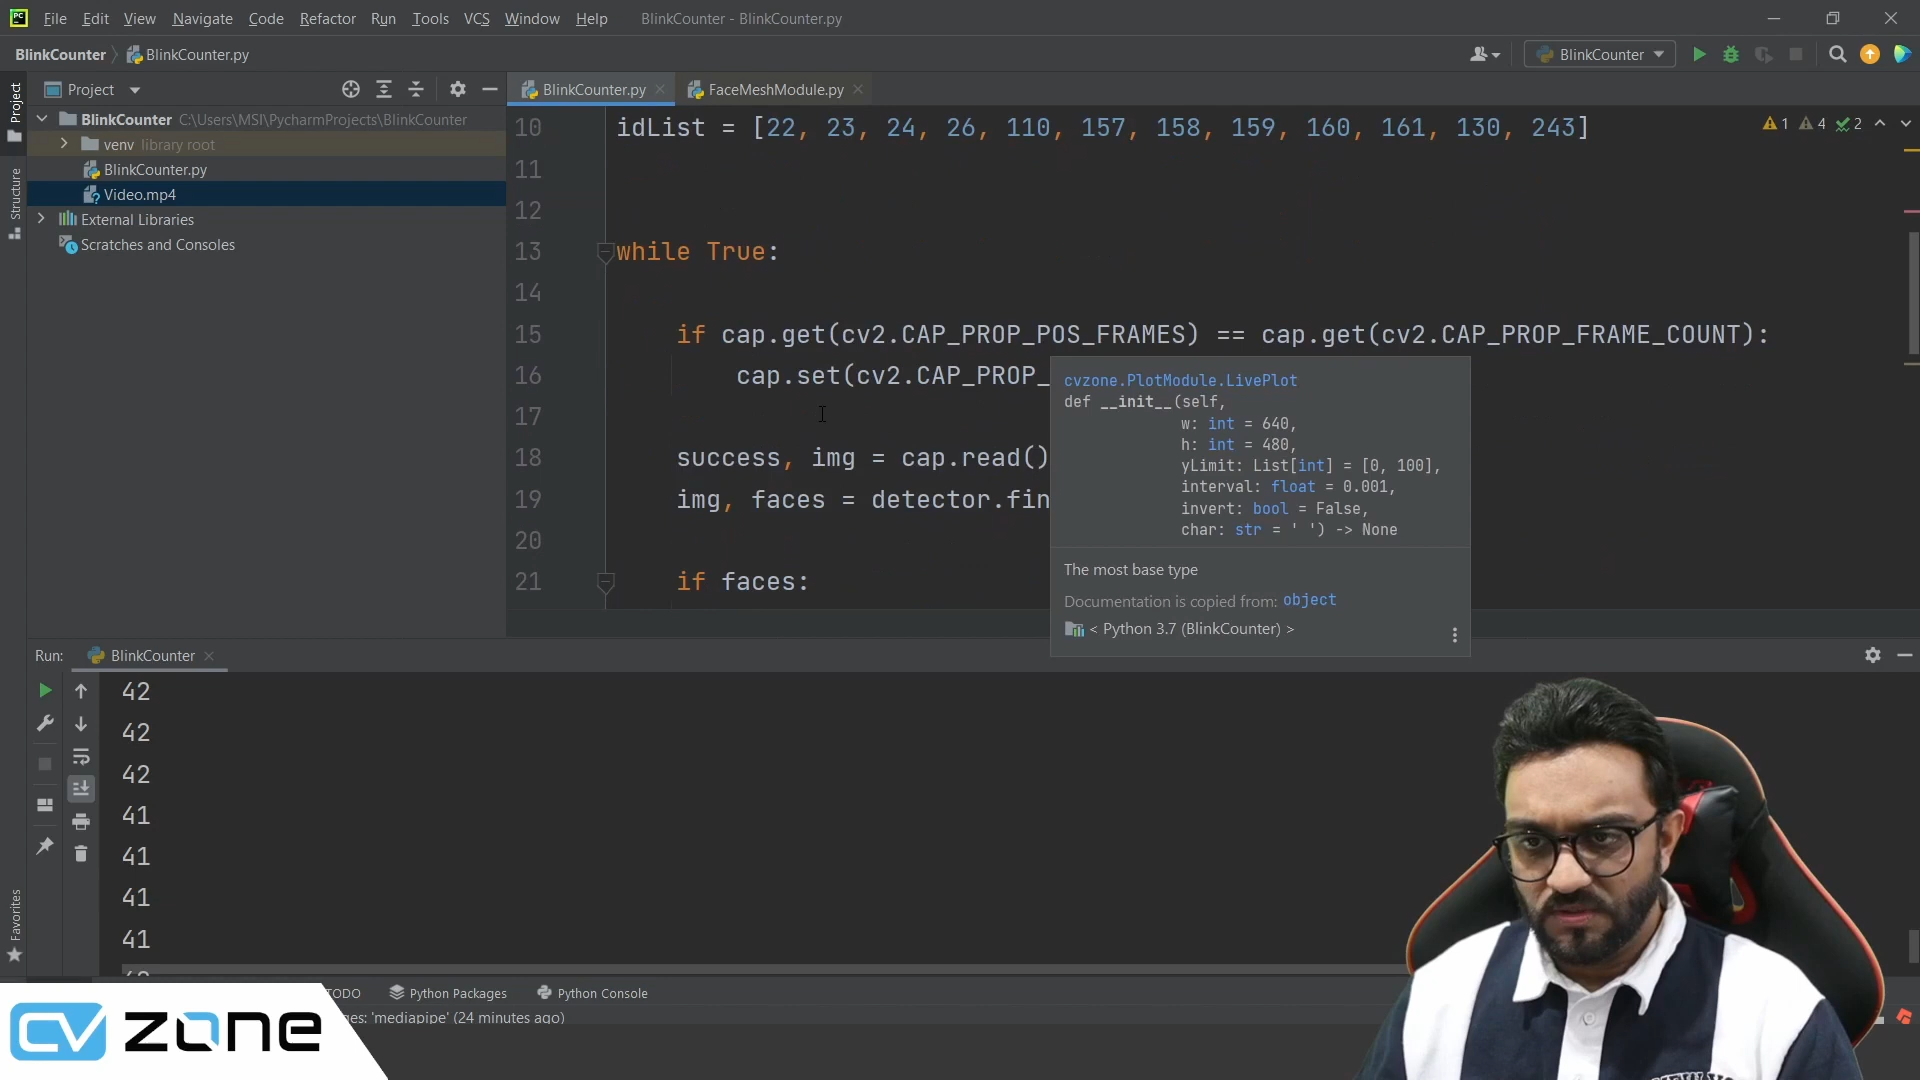 File Edit View Navigate Code Refactor Run Tools VCS Window Help BlinkCounter - BlinkCounter.py
BlinkCounter BlinkCounter.py BlinkCounter
Project BlinkCounter.py FaceMeshModule.py
Project
Structure
Favorites
BlinkCounter C:\Users\MSI\PycharmProjects\BlinkCounter
venv library root
BlinkCounter.py
Video.mp4
External Libraries
Scratches and Consoles
1 4 2
10 idList = [22, 23, 24, 26, 110, 157, 158, 159, 160, 161, 130, 243]
11
12
13 while True:
14
15 if cap.get(cv2.CAP_PROP_POS_FRAMES) == cap.get(cv2.CAP_PROP_FRAME_COUNT):
16 cap.set(cv2.CAP_PROP_
17
18 success, img = cap.read()
19 img, faces = detector.fin
20
21 if faces:
cvzone.PlotModule.LivePlot
def __init__(self,
w: int = 640,
h: int = 480,
yLimit: List[int] = [0, 100],
interval: float = 0.001,
invert: bool = False,
char: str = ' ') -> None
The most base type
Documentation is copied from: object
< Python 3.7 (BlinkCounter) >
Run: BlinkCounter
42
42
42
41
41
41
41
TODO Python Packages Python Console
ges: 'mediapipe' (24 minutes ago)
CV zone